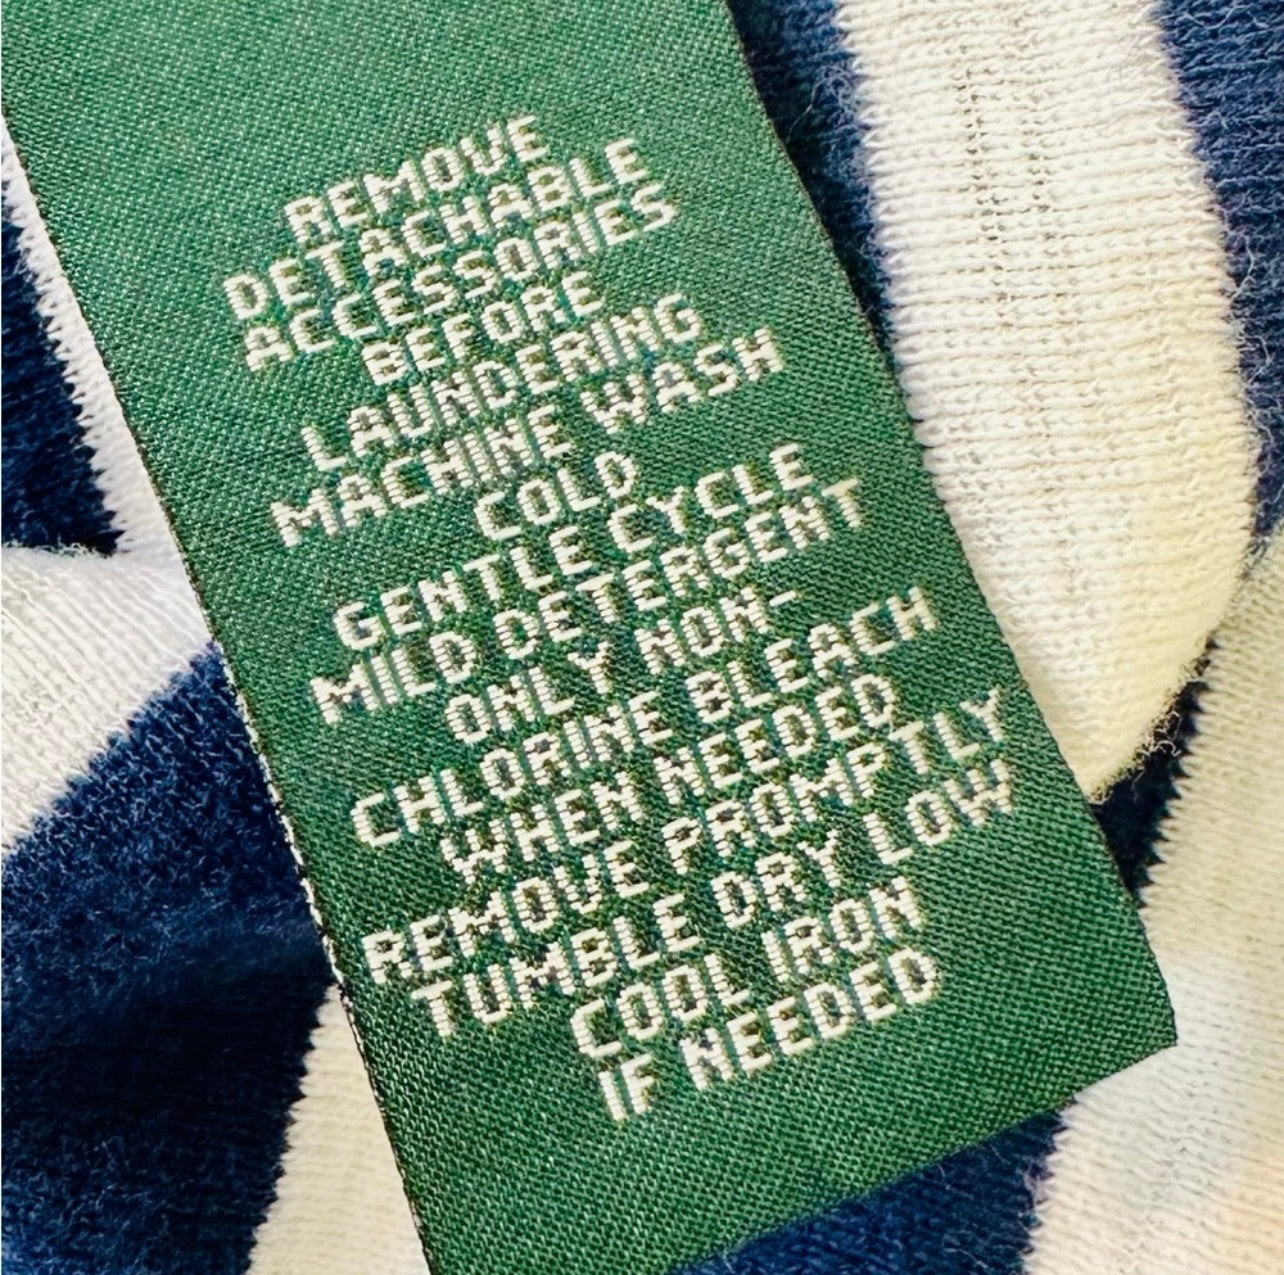 REMOVE
DETACHABLE
ACCESSORIES
BEFORE
LAUNDERING
MACHINE WASH
COLD
GENTLE CYCLE
MILD DETERGENT
ONLY NON-
CHLORINE BLEACH
WHEN NEEDED
REMOVE PROMPTLY
TUMBLE DRY LOW
COOL IRON
IF NEEDED